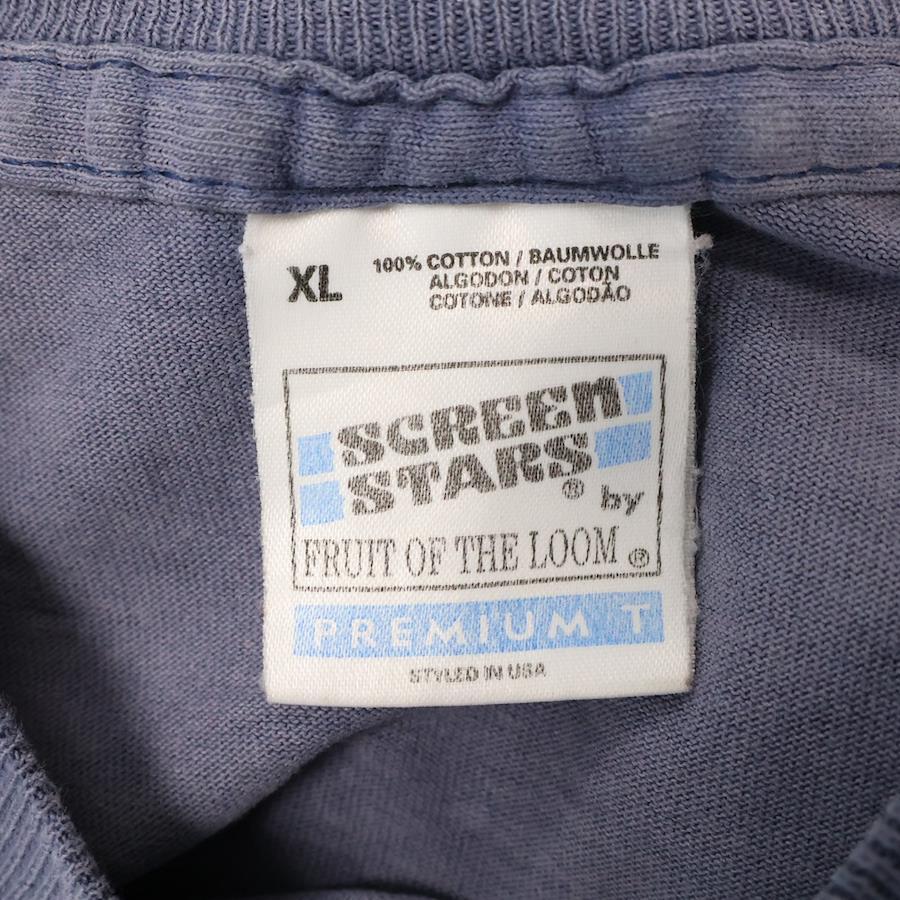 XL
100% COTTON / BAUMWOLLE
ALGODON / COTON
COTONE / ALGODÃO
SCREEN
STARS® by
FRUIT OF THE LOOM®
PREMIUM T
STYLED IN USA